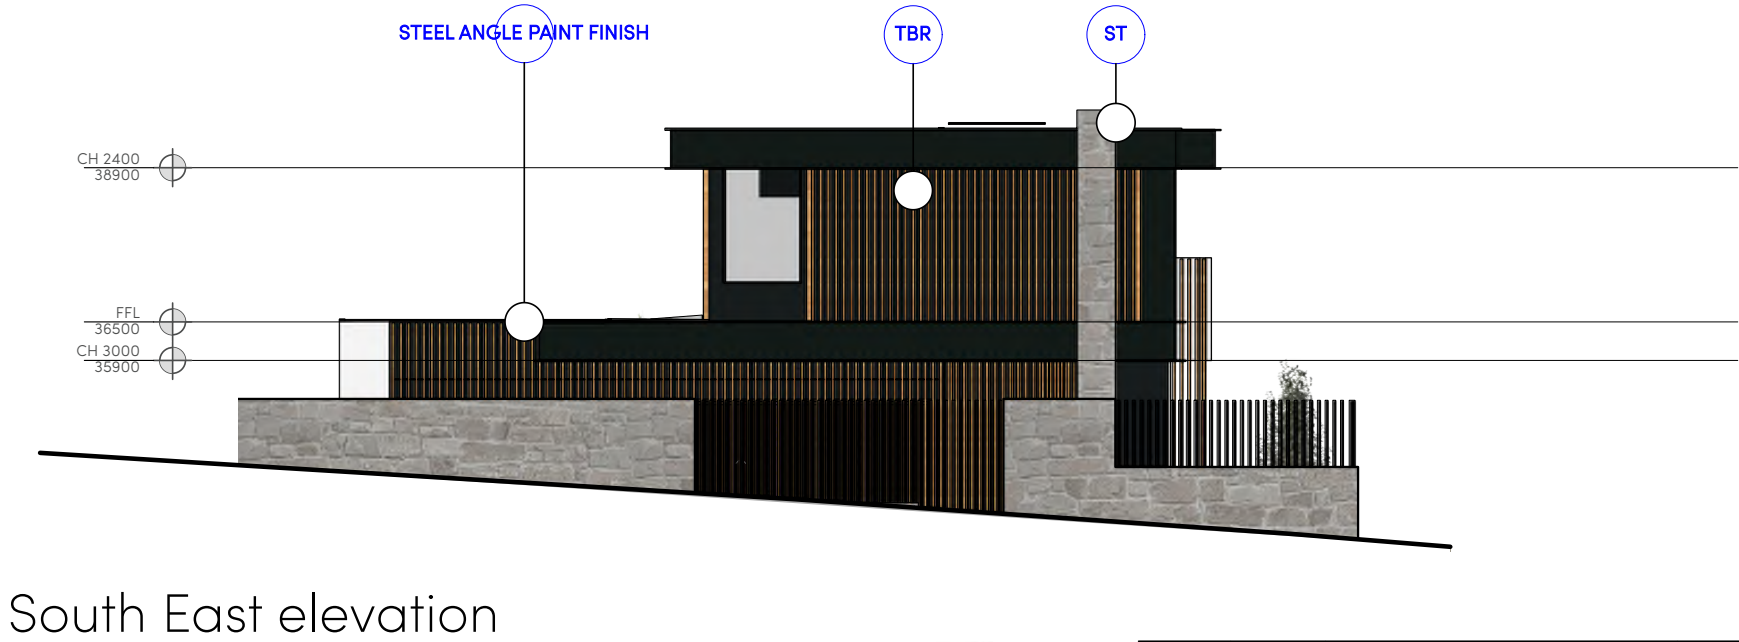 STEEL ANGLE PAINT FINISH
TBR
ST
CH 2400
38900
FFL
36500
CH 3000
35900
South East elevation